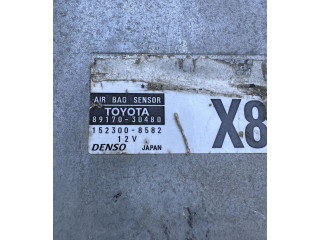 AIR BAG SENSOR
TOYOTA
89170-30480
152300-8582
12V
DENSO JAPAN
X8